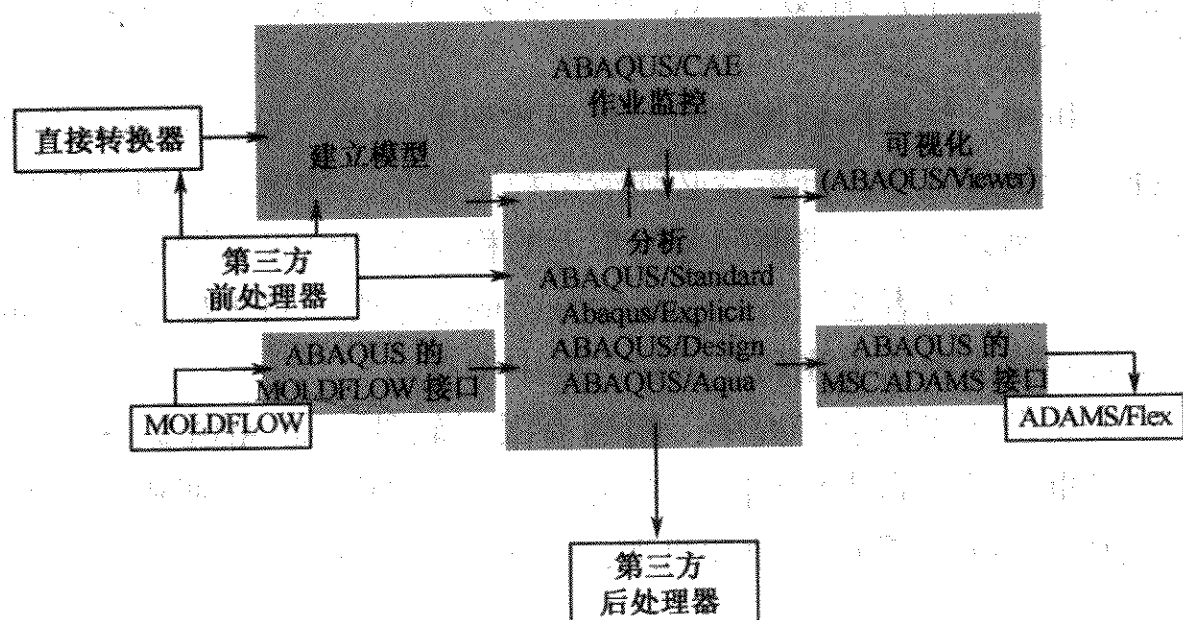 ABAQUS/CAE
作业监控
直接转换器
建立模型
可视化
(ABAQUS/Viewer)
第三方
前处理器
分析
ABAQUS/Standard
Abaqus/Explicit
ABAQUS/Design
ABAQUS/Aqua
ABAQUS 的
MOLDFLOW 接口
ABAQUS 的
MSC.ADAMS 接口
MOLDFLOW
ADAMS/Flex
第三方
后处理器